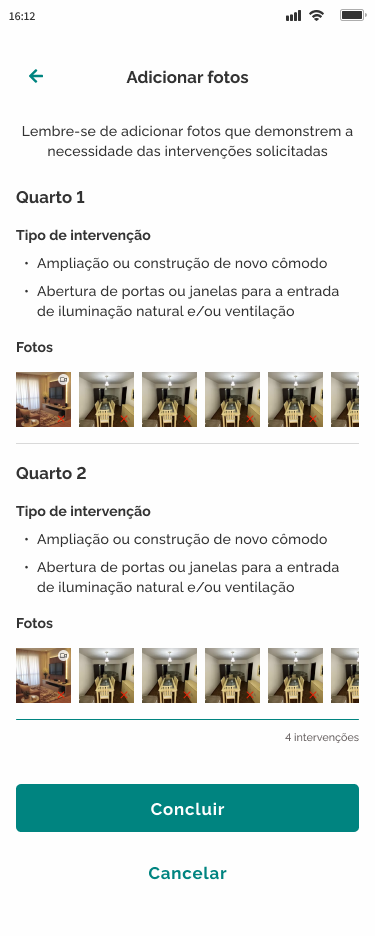 16:12
Adicionar fotos
Lembre-se de adicionar fotos que demonstrem a
necessidade das intervenções solicitadas
Quarto 1
Tipo de intervenção
• Ampliação ou construção de novo cômodo
• Abertura de portas ou janelas para a entrada
de iluminação natural e/ou ventilação
Fotos
Quarto 2
Tipo de intervenção
• Ampliação ou construção de novo cômodo
• Abertura de portas ou janelas para a entrada
de iluminação natural e/ou ventilação
Fotos
4 intervenções
Concluir
Cancelar